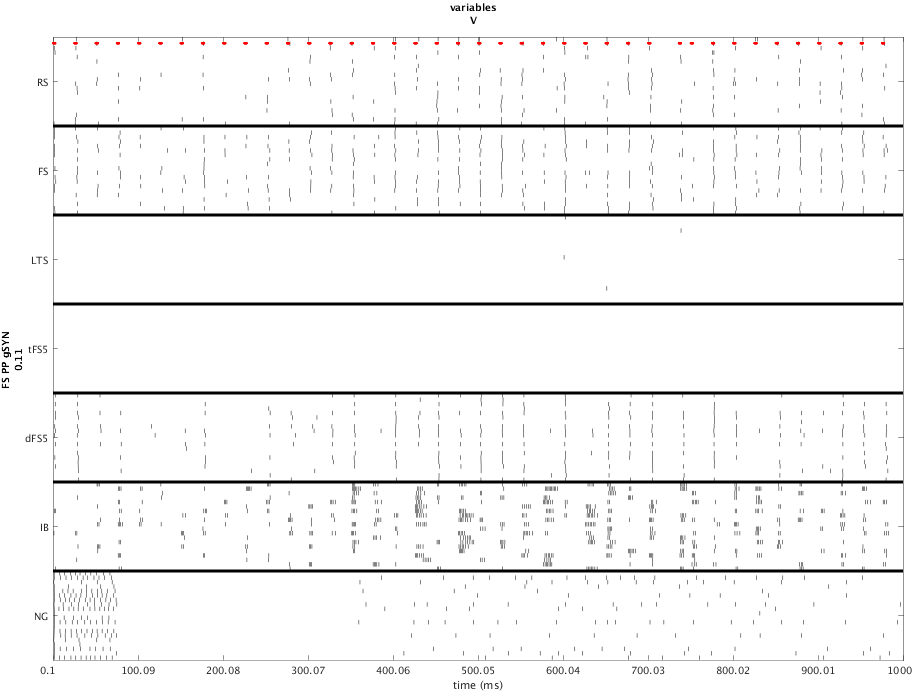 variables
V
RS
FS
LTS
FS PP gSYN
0.11
tFS5
dFS5
IB
NG
0.1 100.09 200.08 300.07 400.06 500.05 600.04 700.03 800.02 900.01 1000
time (ms)